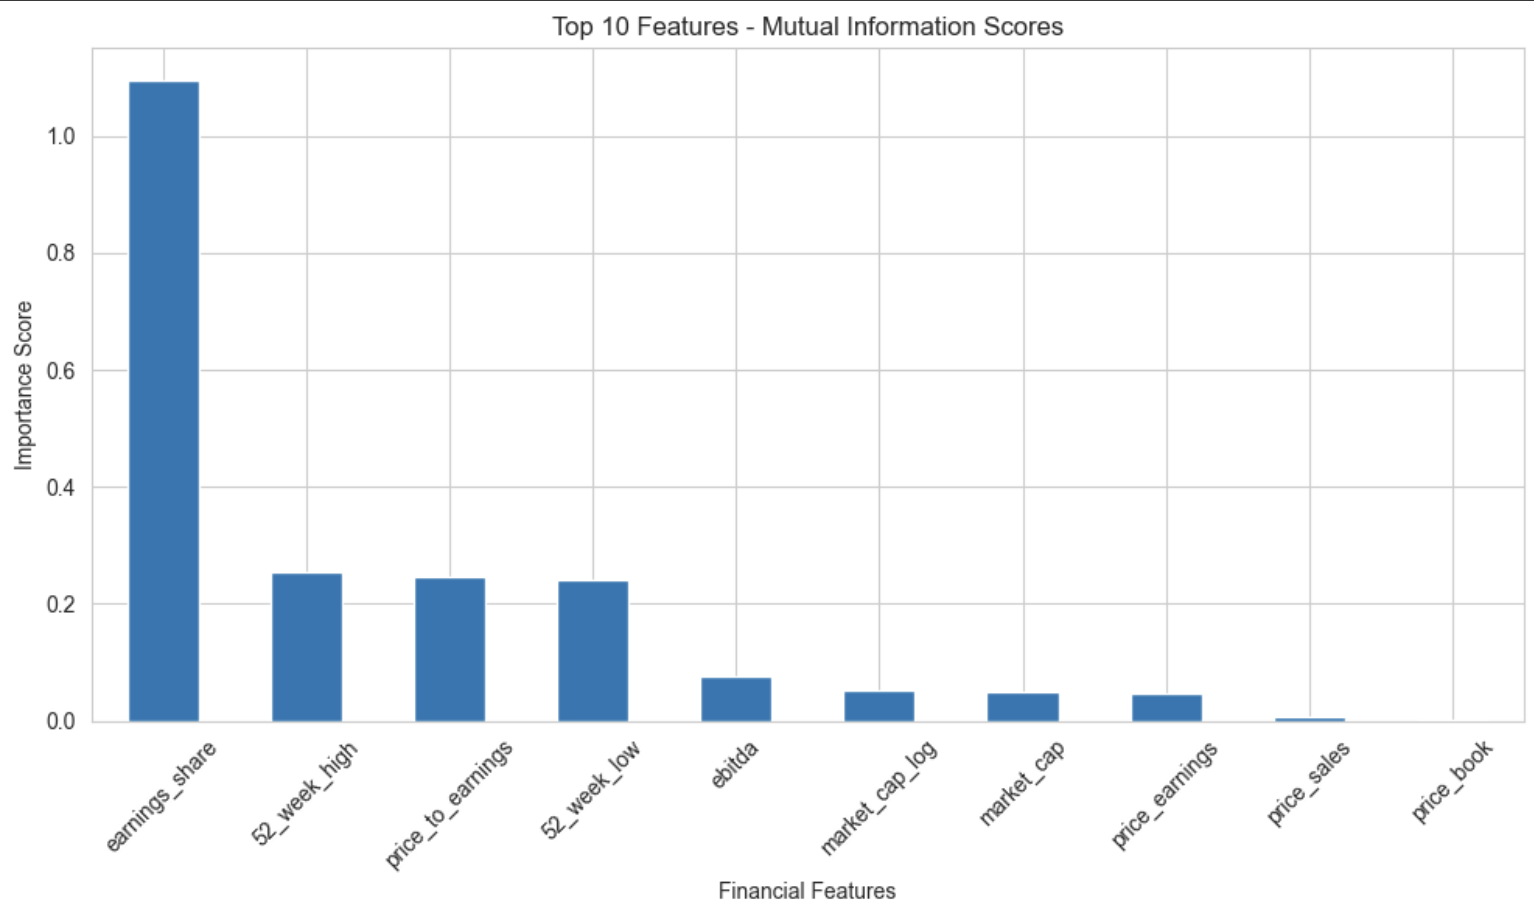 Top 10 Features - Mutual Information Scores
Importance Score
1.0
0.8
0.6
0.4
0.2
0.0
earnings_share
52_week_high
price_to_earnings
52_week_low
ebitda
market_cap_log
market_cap
price_earnings
price_sales
price_book
Financial Features